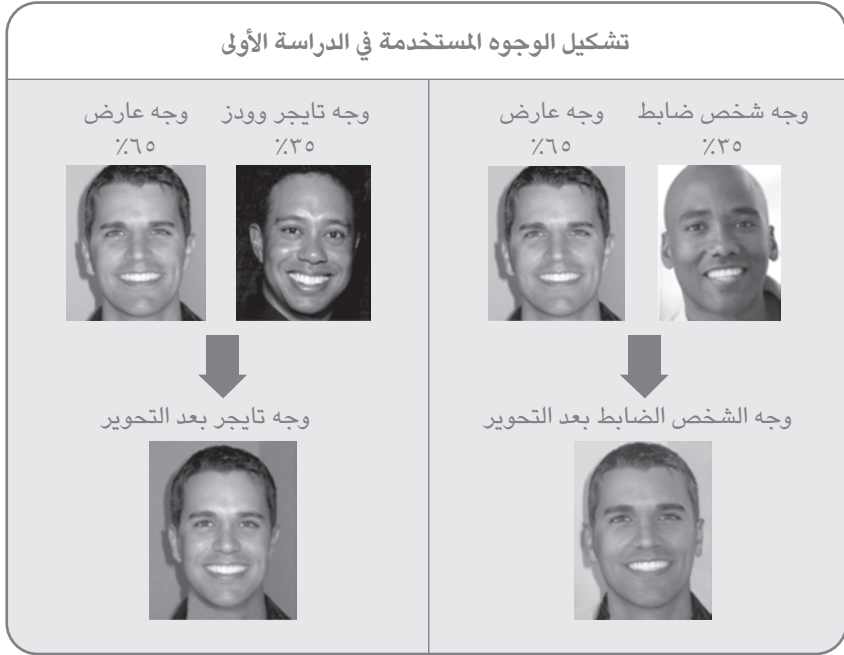 تشكيل الوجوه المستخدمة في الدراسة الأولى
وجه شخص ضابط
٪٣٥
وجه عارض
٪٦٥
وجه تايجر وودز
٪٣٥
وجه عارض
٪٦٥
وجه الشخص الضابط بعد التحوير
وجه تايجر بعد التحوير